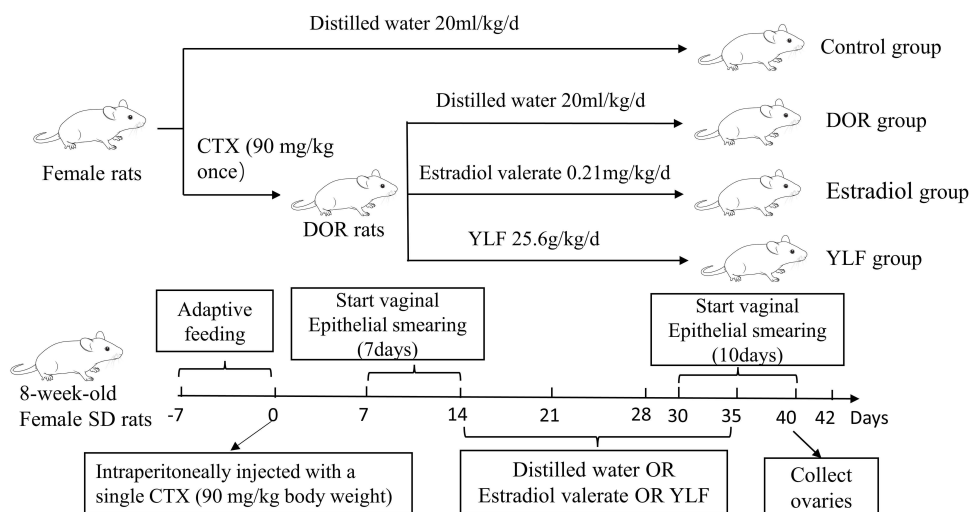 Distilled water 20ml/kg/d
Control group
Distilled water 20ml/kg/d
DOR group
CTX (90 mg/kg
once）
Female rats
Estradiol valerate 0.21mg/kg/d
Estradiol group
DOR rats
YLF 25.6g/kg/d
YLF group
Adaptive
feeding
Start vaginal
Epithelial smearing
(7days)
Start vaginal
Epithelial smearing
(10days)
8-week-old
Female SD rats
-7 0 7 14 21 28 30 35 40 42 Days
Intraperitoneally injected with a
single CTX (90 mg/kg body weight)
Distilled water OR
Estradiol valerate OR YLF
Collect
ovaries